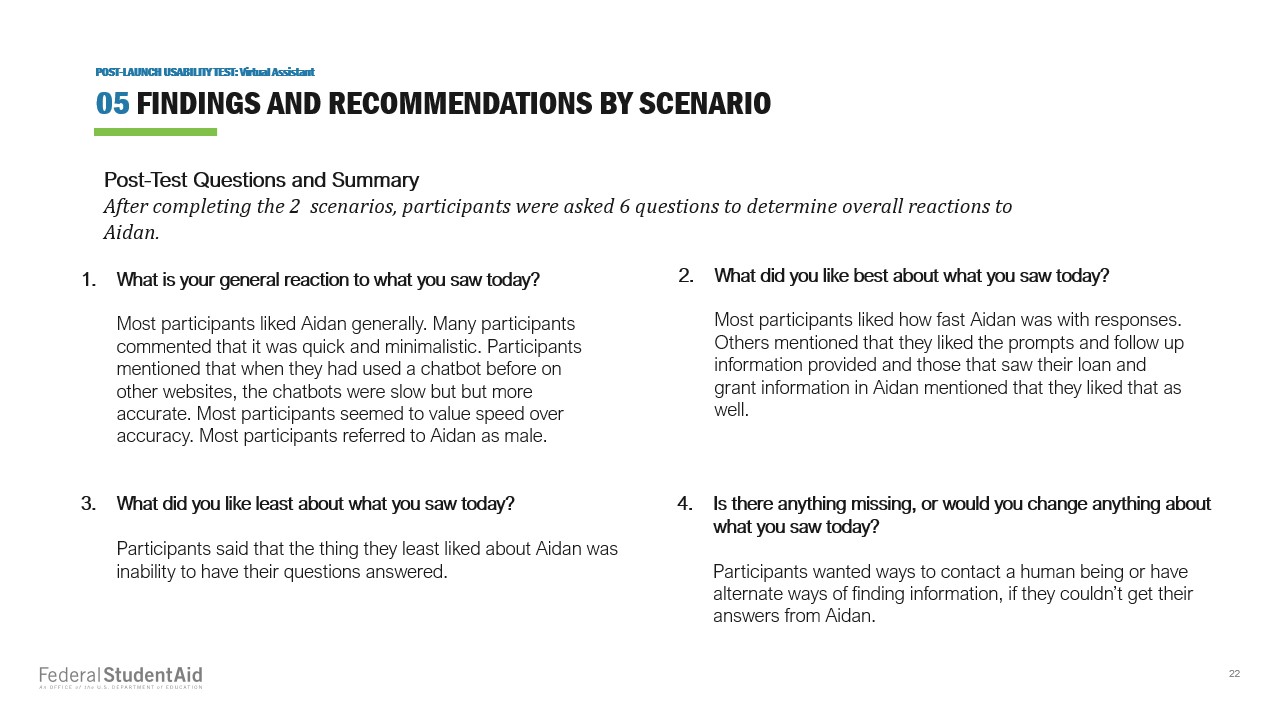 POST-LAUNCH USABILITY TEST: Virtual Assistant
05 FINDINGS AND RECOMMENDATIONS BY SCENARIO
Post-Test Questions and Summary
After completing the 2  scenarios, participants were asked 6 questions to determine overall reactions to
Aidan.
1. What is your general reaction to what you saw today?
Most participants liked Aidan generally. Many participants
commented that it was quick and minimalistic. Participants
mentioned that when they had used a chatbot before on
other websites, the chatbots were slow but but more
accurate. Most participants seemed to value speed over
accuracy. Most participants referred to Aidan as male.
2. What did you like best about what you saw today?
Most participants liked how fast Aidan was with responses.
Others mentioned that they liked the prompts and follow up
information provided and those that saw their loan and
grant information in Aidan mentioned that they liked that as
well.
3. What did you like least about what you saw today?
Participants said that the thing they least liked about Aidan was
inability to have their questions answered.
4. Is there anything missing, or would you change anything about
what you saw today?
Participants wanted ways to contact a human being or have
alternate ways of finding information, if they couldn’t get their
answers from Aidan.
Federal StudentAid
An OFFICE of the U.S. DEPARTMENT of EDUCATION
22